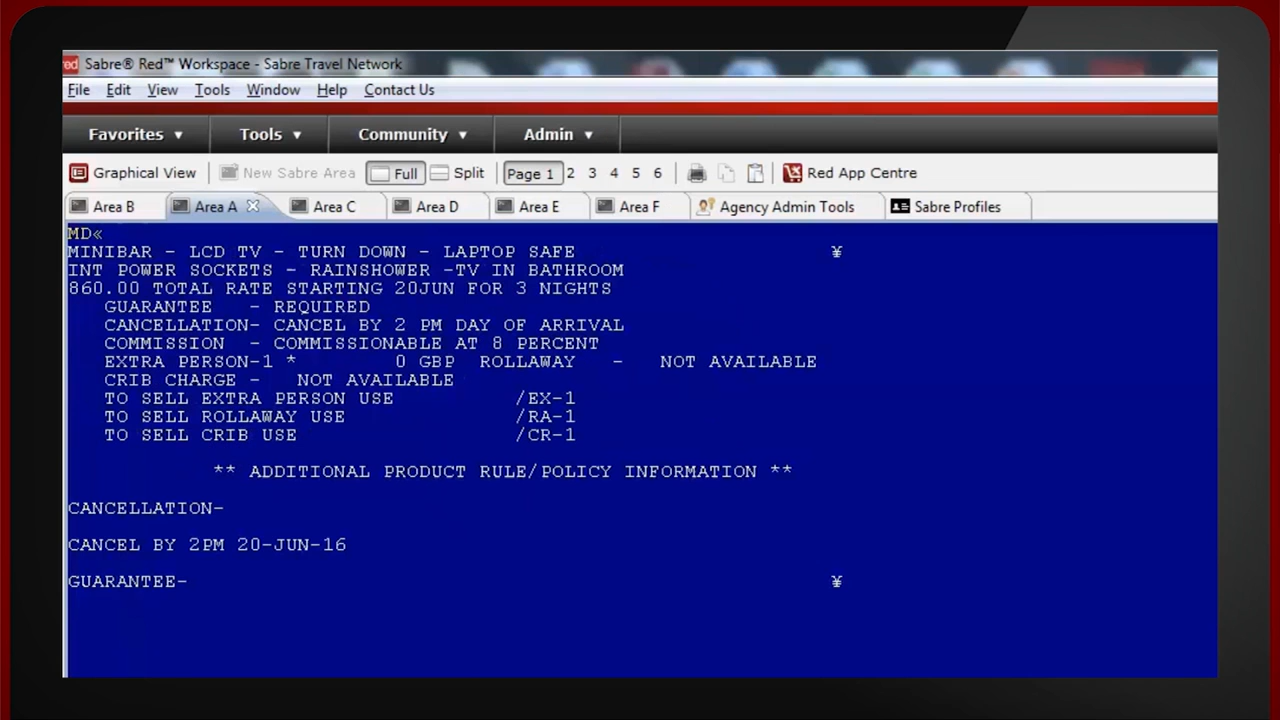 red Sabre® Red™ Workspace - Sabre Travel Network
File Edit View Tools Window Help Contact Us
Favorites ▼ Tools ▼ Community ▼ Admin ▼
Graphical View New Sabre Area Full Split Page 1 2 3 4 5 6 Red App Centre
Area B Area A Area C Area D Area E Area F Agency Admin Tools Sabre Profiles
MD«
MINIBAR - LCD TV - TURN DOWN - LAPTOP SAFE ¥
INT POWER SOCKETS - RAINSHOWER -TV IN BATHROOM
860.00 TOTAL RATE STARTING 20JUN FOR 3 NIGHTS
GUARANTEE - REQUIRED
CANCELLATION- CANCEL BY 2 PM DAY OF ARRIVAL
COMMISSION - COMMISSIONABLE AT 8 PERCENT
EXTRA PERSON-1 * 0 GBP ROLLAWAY - NOT AVAILABLE
CRIB CHARGE - NOT AVAILABLE
TO SELL EXTRA PERSON USE /EX-1
TO SELL ROLLAWAY USE /RA-1
TO SELL CRIB USE /CR-1
** ADDITIONAL PRODUCT RULE/POLICY INFORMATION **
CANCELLATION-
CANCEL BY 2PM 20-JUN-16
GUARANTEE- ¥